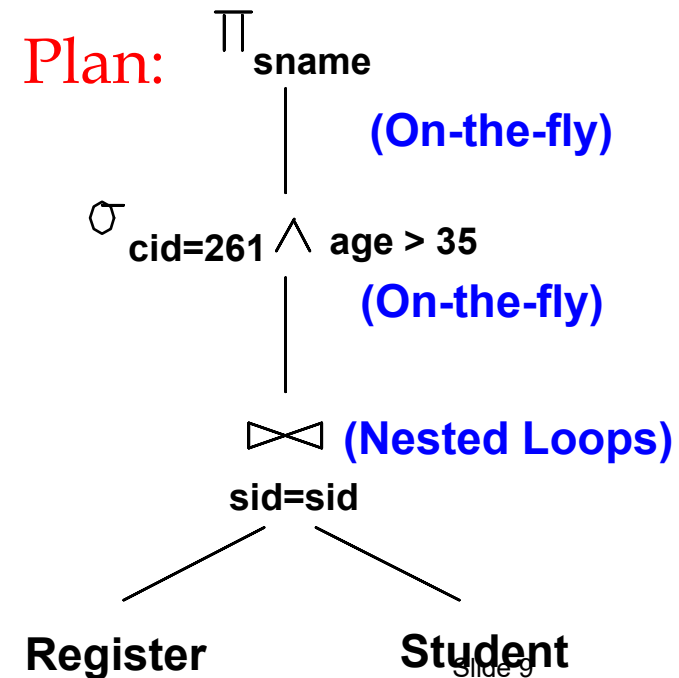 Plan:
∏ sname
(On-the-fly)
σ cid=261 ∧ age > 35
(On-the-fly)
⋈ (Nested Loops)
sid=sid
Register Student
Slide 9